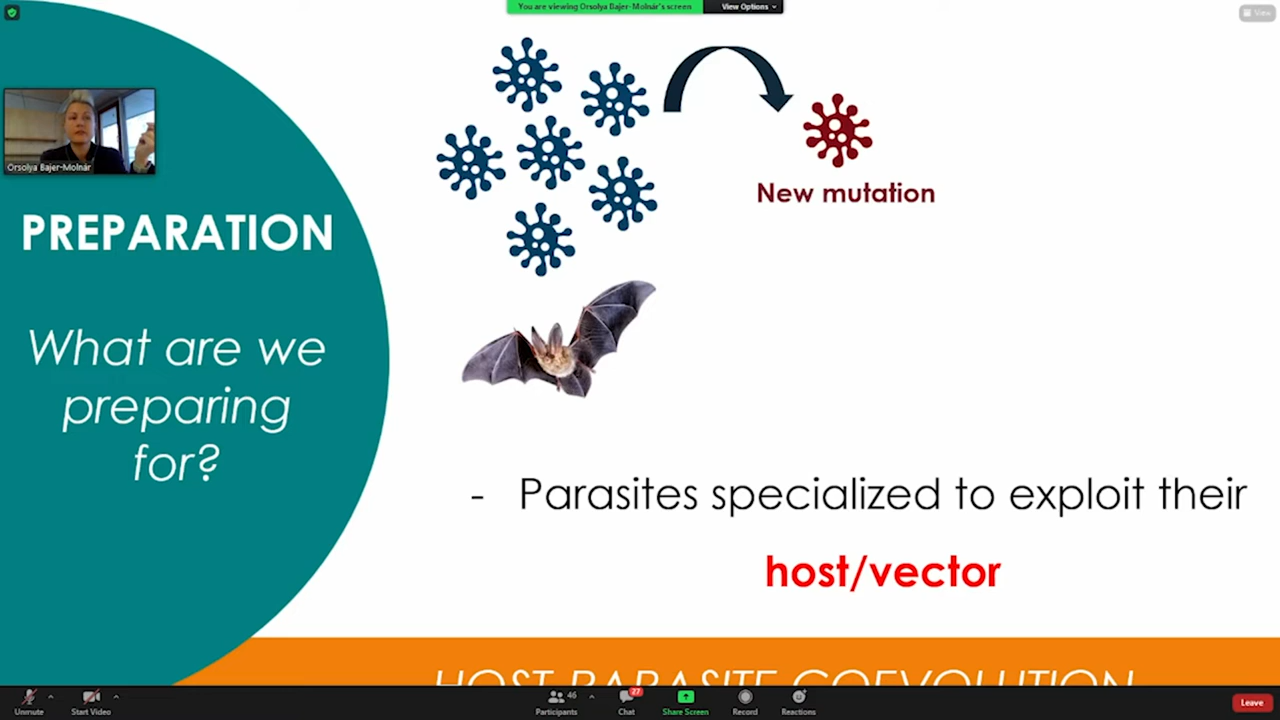 You are viewing Orsolya Bajer-Molnár's screen
View Options
View
Orsolya Bajer-Molnár
PREPARATION
What are we
preparing
for?
New mutation
- Parasites specialized to exploit their
host/vector
HOST PARASITE COEVOLUTION
Unmute
Start Video
46
Participants
27
Chat
Share Screen
Record
Reactions
Leave